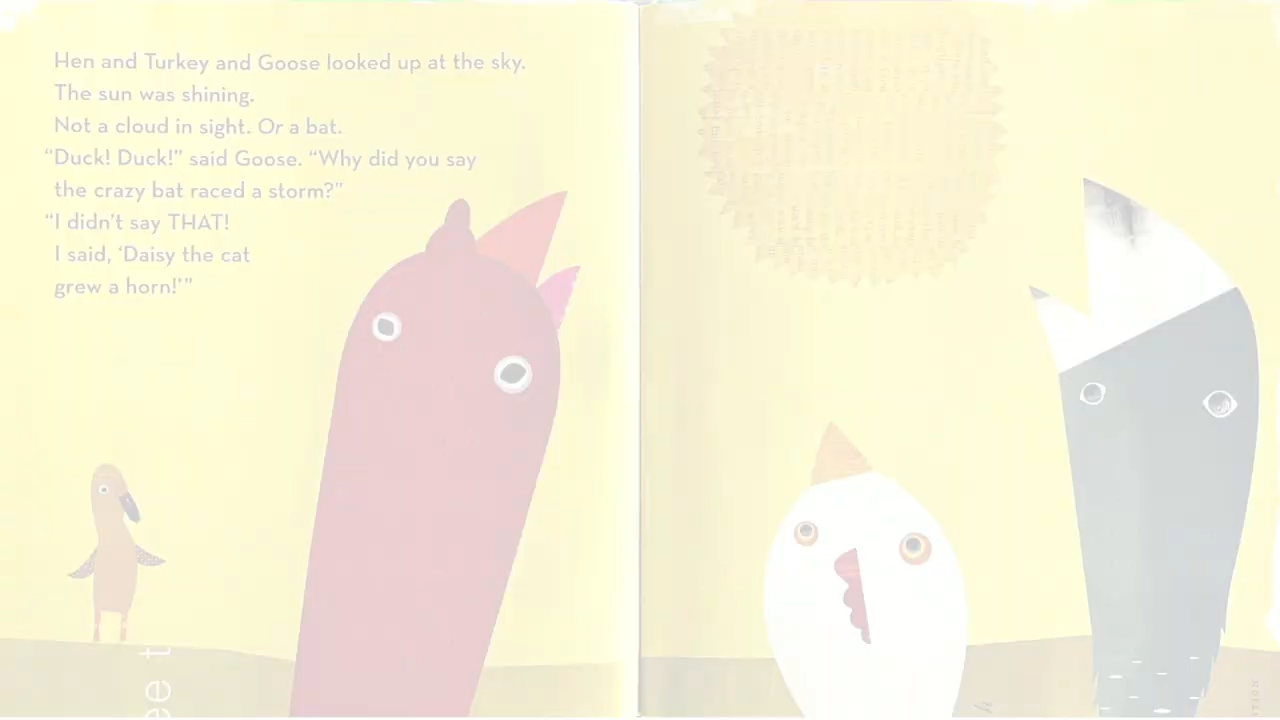 Hen and Turkey and Goose looked up at the sky.
The sun was shining.
Not a cloud in sight. Or a bat.
“Duck! Duck!” said Goose. “Why did you say
the crazy bat raced a storm?”
“I didn't say THAT!
I said, ‘Daisy the cat
grew a horn!’”